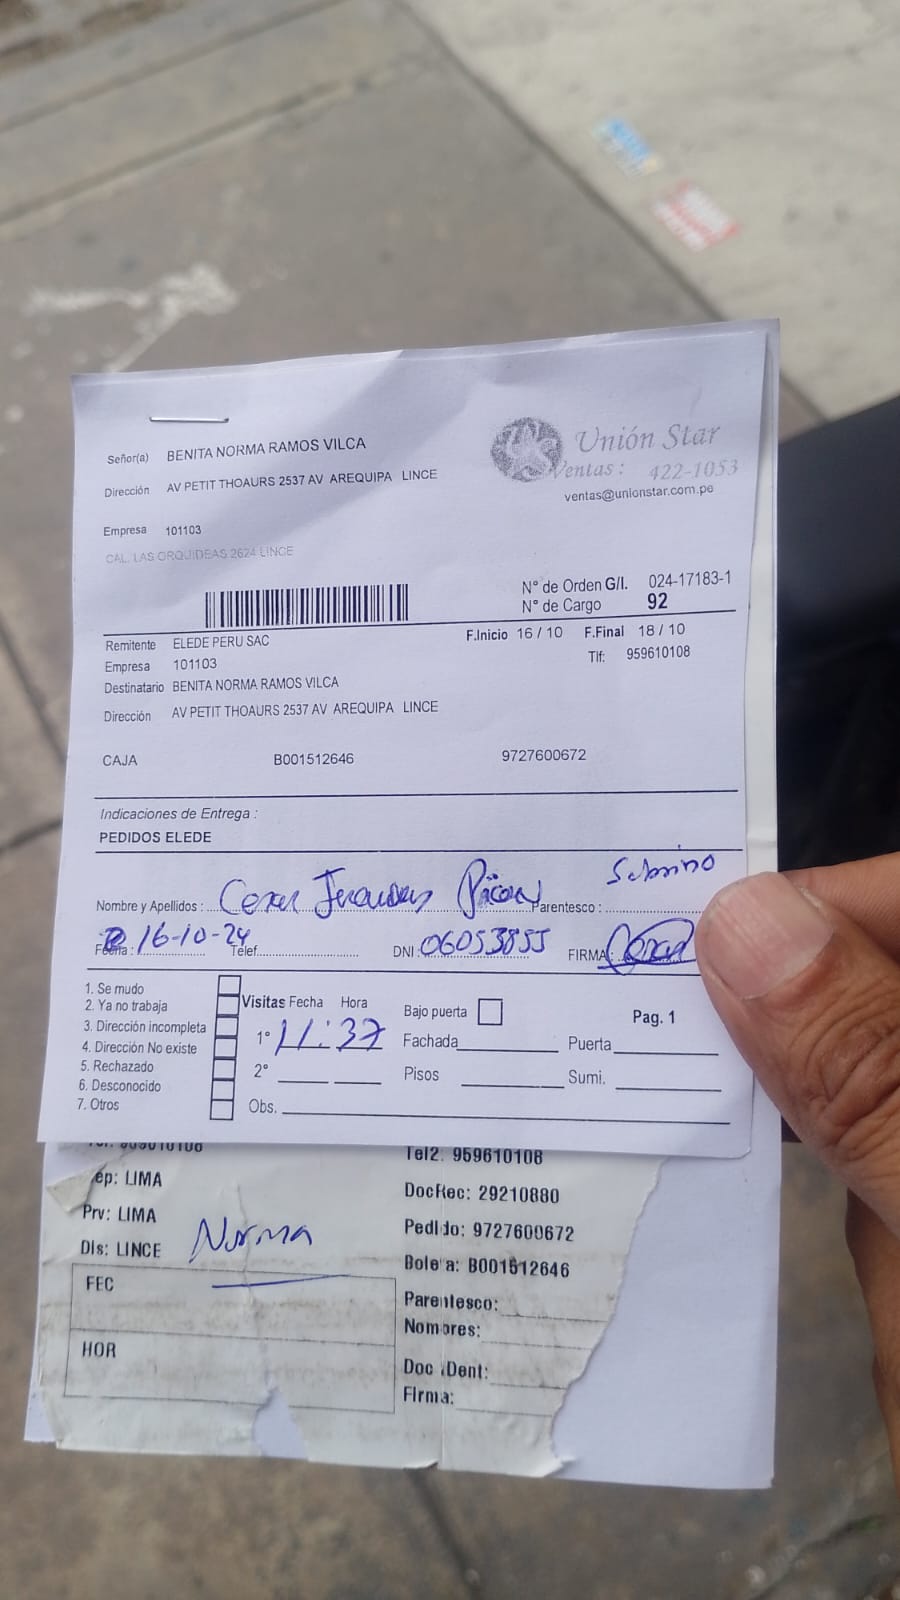 Señor(a) BENITA NORMA RAMOS VILCA
Unión Star
Dirección AV PETIT THOAURS 2537 AV AREQUIPA LINCE
Ventas: 422-1053
ventas@unionstar.com.pe
Empresa 101103
CAL. LAS ORQUIDEAS 2624 LINCE
N° de Orden G/I. 024-17183-1
N° de Cargo 92
Remitente ELEDE PERU SAC
F.Inicio 16 / 10 F.Final 18 / 10
Empresa 101103
Tlf: 959610108
Destinatario BENITA NORMA RAMOS VILCA
Dirección AV PETIT THOAURS 2537 AV AREQUIPA LINCE
CAJA B001512646 9727600672
Indicaciones de Entrega :
PEDIDOS ELEDE
Nombre y Apellidos : Cesar Parentesco : Sobrino
Fecha : 16-10-24 Telef. DNI : 06053855 FIRMA :
1. Se mudo
2. Ya no trabaja
3. Dirección incompleta
4. Dirección No existe
5. Rechazado
6. Desconocido
7. Otros
Visitas Fecha Hora
1° 11:37
2°
Obs.
Bajo puerta
Pag. 1
Fachada Puerta
Pisos Sumi.
Tel2: 959610108
ep: LIMA
DocRec: 29210880
Prv: LIMA
Pedido: 9727600672
Dis: LINCE Norma
Boleta: B001512646
FEC
Parentesco:
Nombres:
HOR
Doc Ident:
Firma: